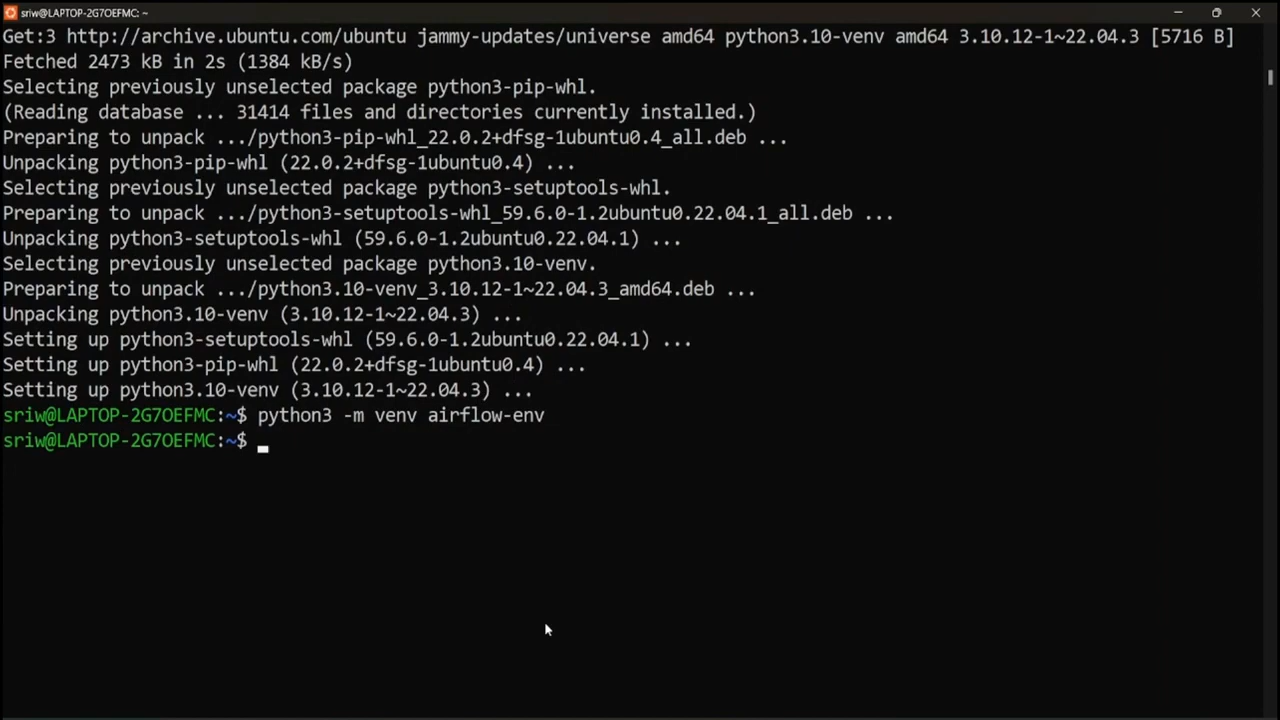 sriw@LAPTOP-2G7OEFMC: ~
Get:3 http://archive.ubuntu.com/ubuntu jammy-updates/universe amd64 python3.10-venv amd64 3.10.12-1~22.04.3 [5716 B]
Fetched 2473 kB in 2s (1384 kB/s)
Selecting previously unselected package python3-pip-whl.
(Reading database ... 31414 files and directories currently installed.)
Preparing to unpack .../python3-pip-whl_22.0.2+dfsg-1ubuntu0.4_all.deb ...
Unpacking python3-pip-whl (22.0.2+dfsg-1ubuntu0.4) ...
Selecting previously unselected package python3-setuptools-whl.
Preparing to unpack .../python3-setuptools-whl_59.6.0-1.2ubuntu0.22.04.1_all.deb ...
Unpacking python3-setuptools-whl (59.6.0-1.2ubuntu0.22.04.1) ...
Selecting previously unselected package python3.10-venv.
Preparing to unpack .../python3.10-venv_3.10.12-1~22.04.3_amd64.deb ...
Unpacking python3.10-venv (3.10.12-1~22.04.3) ...
Setting up python3-setuptools-whl (59.6.0-1.2ubuntu0.22.04.1) ...
Setting up python3-pip-whl (22.0.2+dfsg-1ubuntu0.4) ...
Setting up python3.10-venv (3.10.12-1~22.04.3) ...
sriw@LAPTOP-2G7OEFMC:~$ python3 -m venv airflow-env
sriw@LAPTOP-2G7OEFMC:~$